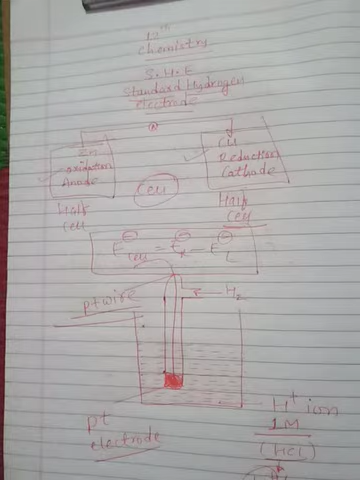 12th
Chemistry
S.H.E
Standard Hydrogen
electrode
Zn
oxidation
Anode
Cu
Reduction
Cathode
Cell
Half
Cell
Half
Cell
E⊖cell = E⊖R - E⊖L
pt wire
H2
pt
electrode
H+ ion
1M
(HCl)